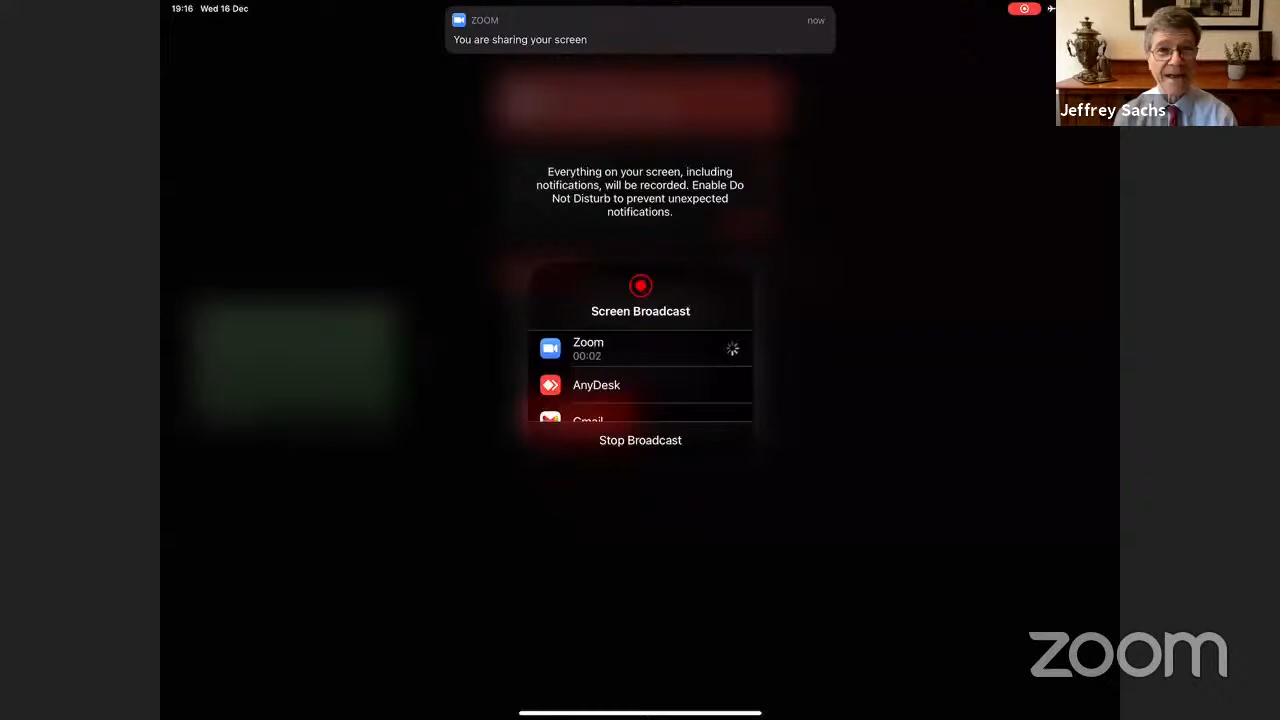 19:16 Wed 16 Dec
ZOOM
now
You are sharing your screen
Jeffrey Sachs
Everything on your screen, including
notifications, will be recorded. Enable Do
Not Disturb to prevent unexpected
notifications.
Screen Broadcast
Zoom
00:02
AnyDesk
Gmail
Stop Broadcast
zoom